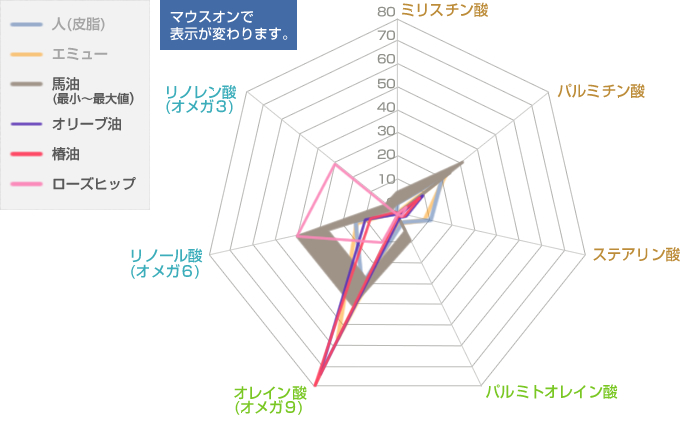 人(皮脂)
エミュー
馬油
(最小～最大値)
オリーブ油
椿油
ローズヒップ
マウスオンで
表示が変わります。
80
70
60
50
40
30
20
10
ミリスチン酸
パルミチン酸
ステアリン酸
パルミトオレイン酸
オレイン酸
(オメガ9)
リノール酸
(オメガ6)
リノレン酸
(オメガ3)